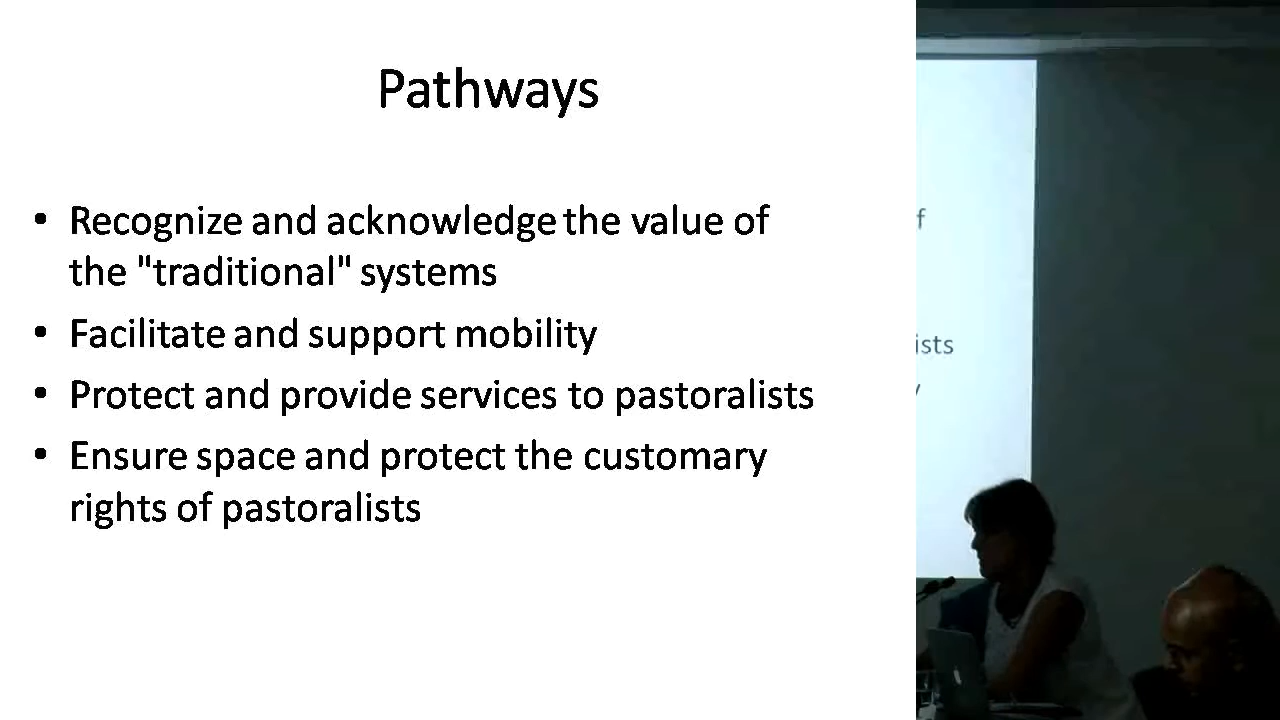 Pathways
• Recognize and acknowledge the value of
the "traditional" systems
• Facilitate and support mobility
• Protect and provide services to pastoralists
• Ensure space and protect the customary
rights of pastoralists
f
ists
y